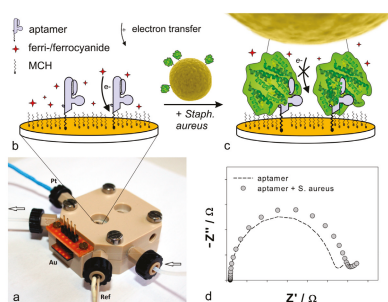 aptamer
electron transfer
ferri-/ferrocyanide
MCH
e-
e-
+ Staph.
aureus
b
c
Pt
Au
Ref
a
-Z'' / Ω
aptamer
aptamer + S. aureus
d
Z' / Ω